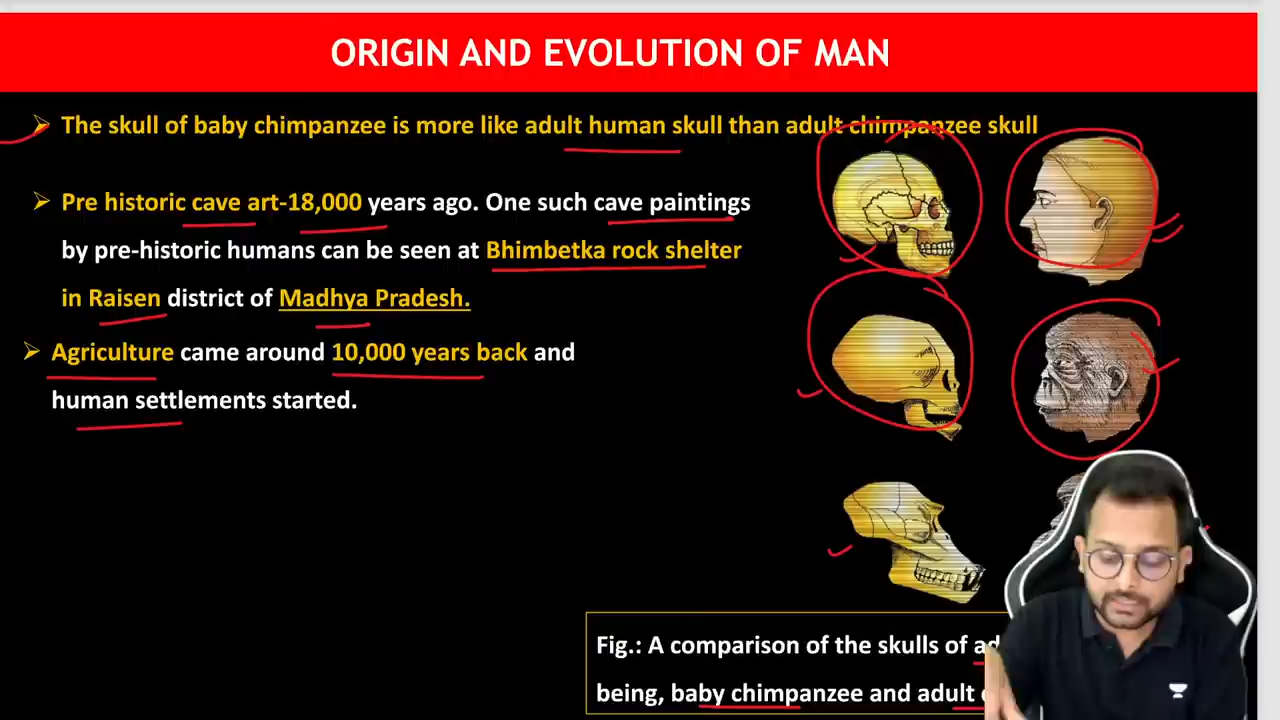 ORIGIN AND EVOLUTION OF MAN
➢ The skull of baby chimpanzee is more like adult human skull than adult chimpanzee skull
➢ Pre historic cave art-18,000 years ago. One such cave paintings
by pre-historic humans can be seen at Bhimbetka rock shelter
in Raisen district of Madhya Pradesh.
➢ Agriculture came around 10,000 years back and
human settlements started.
Fig.: A comparison of the skulls of
being, baby chimpanzee and adult